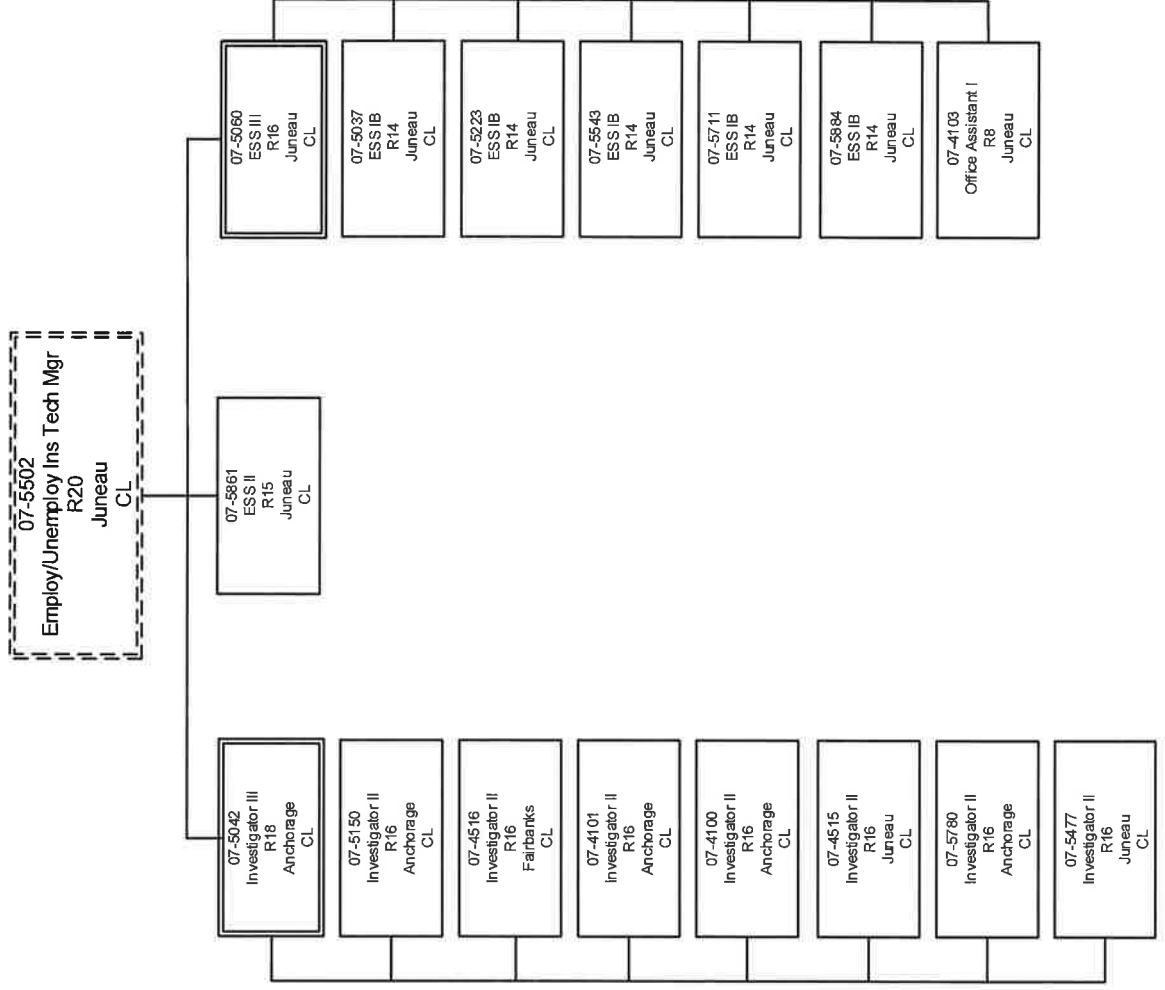 07-5502
Employ/Unemploy Ins Tech Mgr
R20
Juneau
CL
07-5042
Investigator III
R18
Anchorage
CL
07-5150
Investigator II
R16
Anchorage
CL
07-4516
Investigator II
R16
Fairbanks
CL
07-4101
Investigator II
R16
Anchorage
CL
07-4100
Investigator II
R16
Anchorage
CL
07-4515
Investigator II
R16
Juneau
CL
07-5780
Investigator II
R16
Anchorage
CL
07-5477
Investigator II
R16
Juneau
CL
07-5861
ESS II
R15
Juneau
CL
07-5060
ESS III
R16
Juneau
CL
07-5037
ESS IB
R14
Juneau
CL
07-5223
ESS IB
R14
Juneau
CL
07-5543
ESS IB
R14
Juneau
CL
07-5711
ESS IB
R14
Juneau
CL
07-5884
ESS IB
R14
Juneau
CL
07-4103
Office Assistant I
R8
Juneau
CL